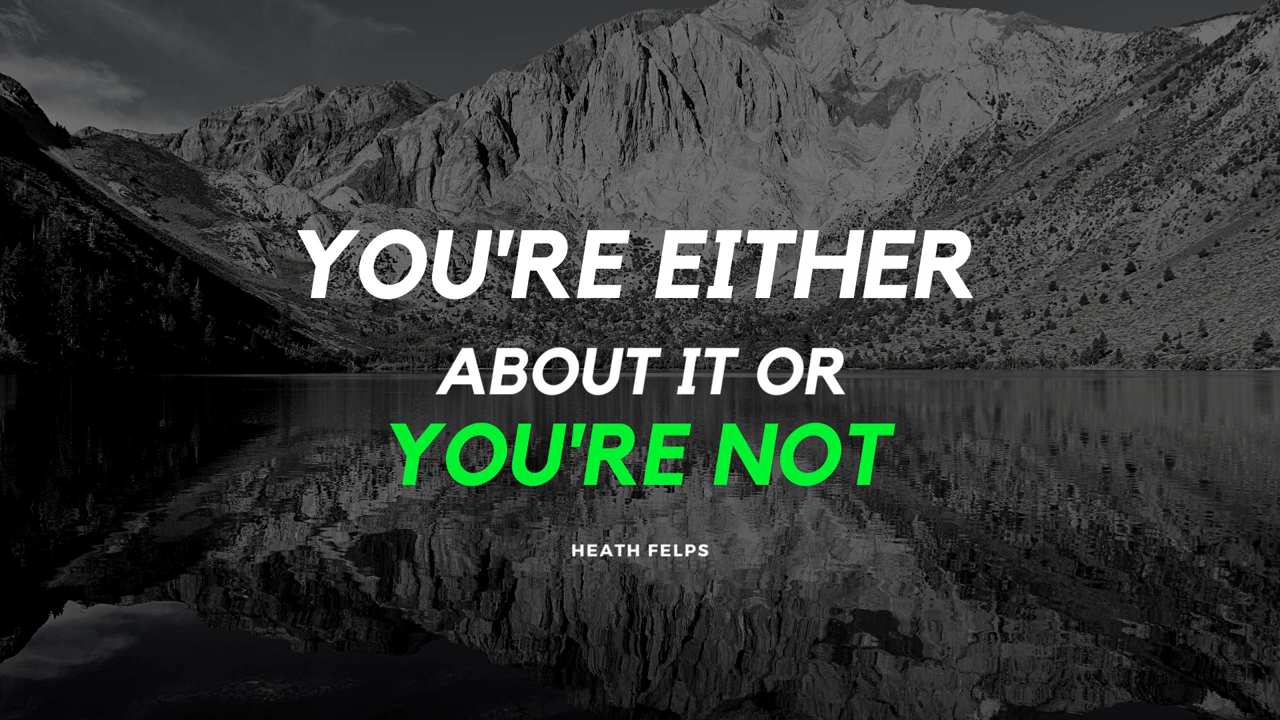 YOU'RE EITHER
ABOUT IT OR
YOU'RE NOT
HEATH FELPS